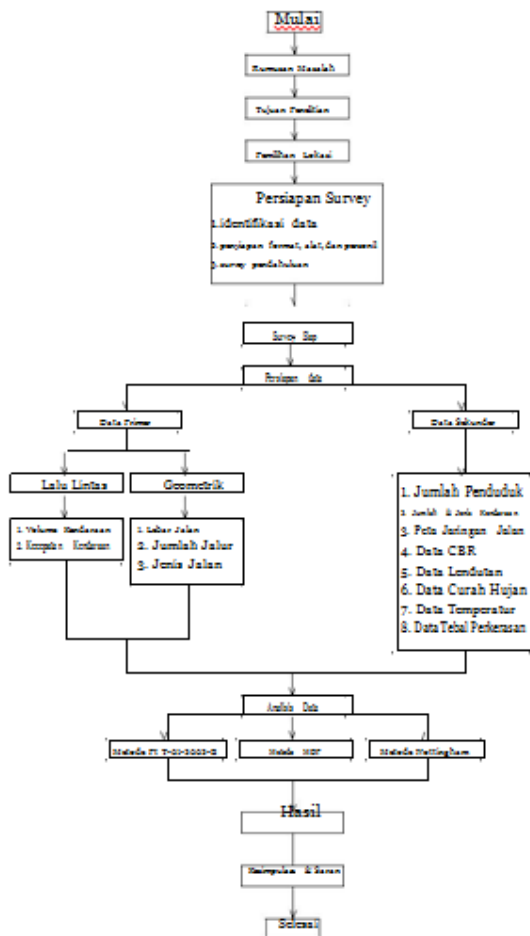 Mulai
Rumusan Masalah
Tujuan Penelitian
Pemilihan Lokasi
Persiapan Survey
1. identifikasi data
2. penyiapan format, alat, dan personil
3. survey pendahuluan
Survey Siap
Persiapan data
Data Primer
Data Sekunder
Lalu Lintas
Geometrik
1. Volume Kendaraan
2. Kecepatan Kendaraan
1. Lebar Jalan
2. Jumlah Jalur
3. Jenis Jalan
1. Jumlah Penduduk
2. Jumlah & Jenis Kendaraan
3. Peta Jaringan Jalan
4. Data CBR
5. Data Lendutan
6. Data Curah Hujan
7. Data Temperatur
8. Data Tebal Perkerasan
Analisis Data
Metode Pt T-01-2002-B
Metode
Metode Nottingham
Hasil
Kesimpulan & Saran
Selesai